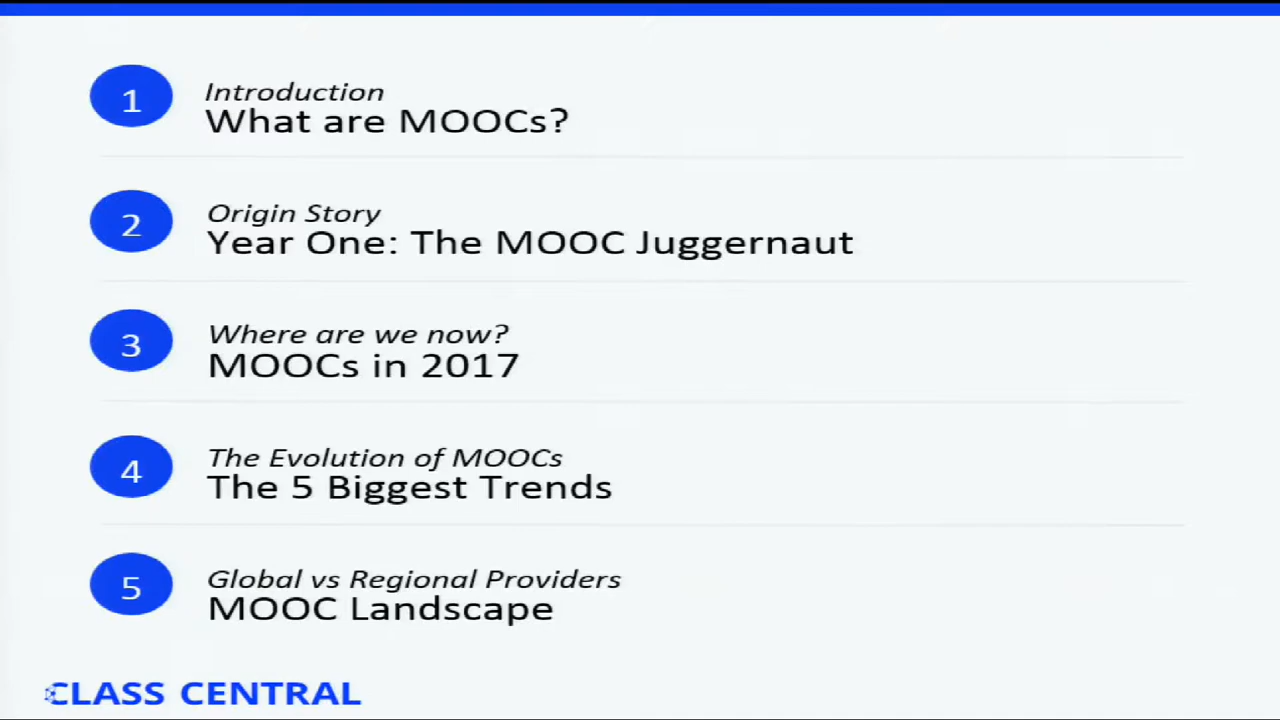 1
Introduction
What are MOOCs?
2
Origin Story
Year One: The MOOC Juggernaut
3
Where are we now?
MOOCs in 2017
4
The Evolution of MOOCs
The 5 Biggest Trends
5
Global vs Regional Providers
MOOC Landscape
CLASS CENTRAL